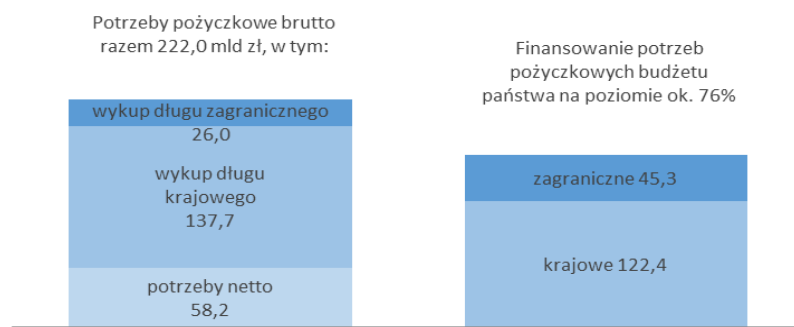 Potrzeby pożyczkowe brutto
razem 222,0 mld zł, w tym:
wykup długu zagranicznego
26,0
wykup długu
krajowego
137,7
potrzeby netto
58,2
Finansowanie potrzeb
pożyczkowych budżetu
państwa na poziomie ok. 76%
zagraniczne 45,3
krajowe 122,4